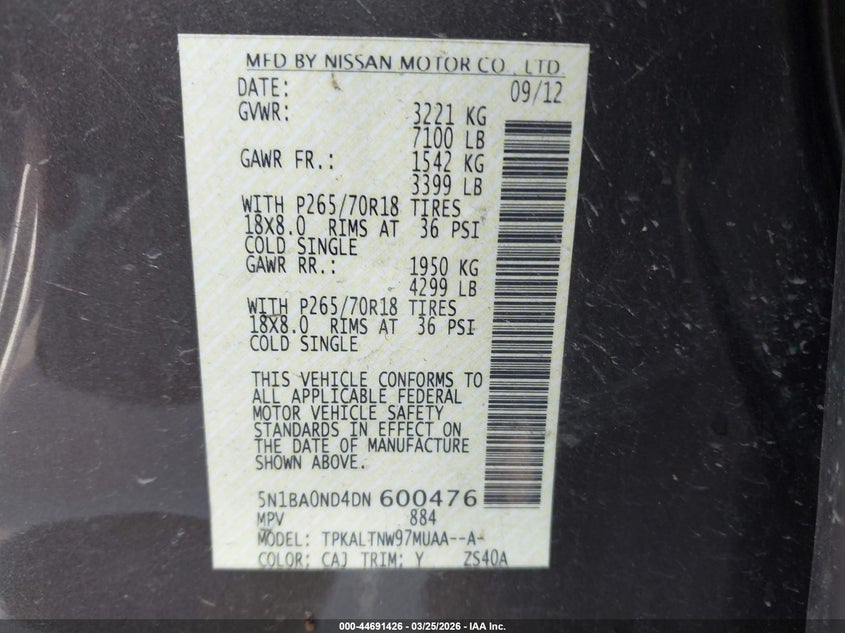 MFD BY NISSAN MOTOR CO., LTD.
DATE: 09/12
GVWR: 3221 KG
7100 LB
GAWR FR.: 1542 KG
3399 LB
WITH P265/70R18 TIRES
18X8.0 RIMS AT 36 PSI
COLD SINGLE
GAWR RR.: 1950 KG
4299 LB
WITH P265/70R18 TIRES
18X8.0 RIMS AT 36 PSI
COLD SINGLE
THIS VEHICLE CONFORMS TO
ALL APPLICABLE FEDERAL
MOTOR VEHICLE SAFETY
STANDARDS IN EFFECT ON
THE DATE OF MANUFACTURE
SHOWN ABOVE.
5N1BA0ND4DN 600476
MPV 884
MODEL: TPKALTNW97MUAA--A-
COLOR: CAJ TRIM: Y ZS40A
000-44691426 - 03/25/2026 - IAA Inc.